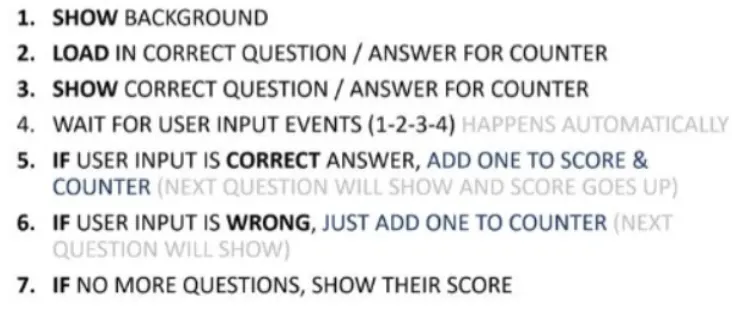 1. SHOW BACKGROUND
2. LOAD IN CORRECT QUESTION / ANSWER FOR COUNTER
3. SHOW CORRECT QUESTION / ANSWER FOR COUNTER
4. WAIT FOR USER INPUT EVENTS (1-2-3-4) HAPPENS AUTOMATICALLY
5. IF USER INPUT IS CORRECT ANSWER, ADD ONE TO SCORE &
COUNTER (NEXT QUESTION WILL SHOW AND SCORE GOES UP)
6. IF USER INPUT IS WRONG, JUST ADD ONE TO COUNTER (NEXT
QUESTION WILL SHOW)
7. IF NO MORE QUESTIONS, SHOW THEIR SCORE